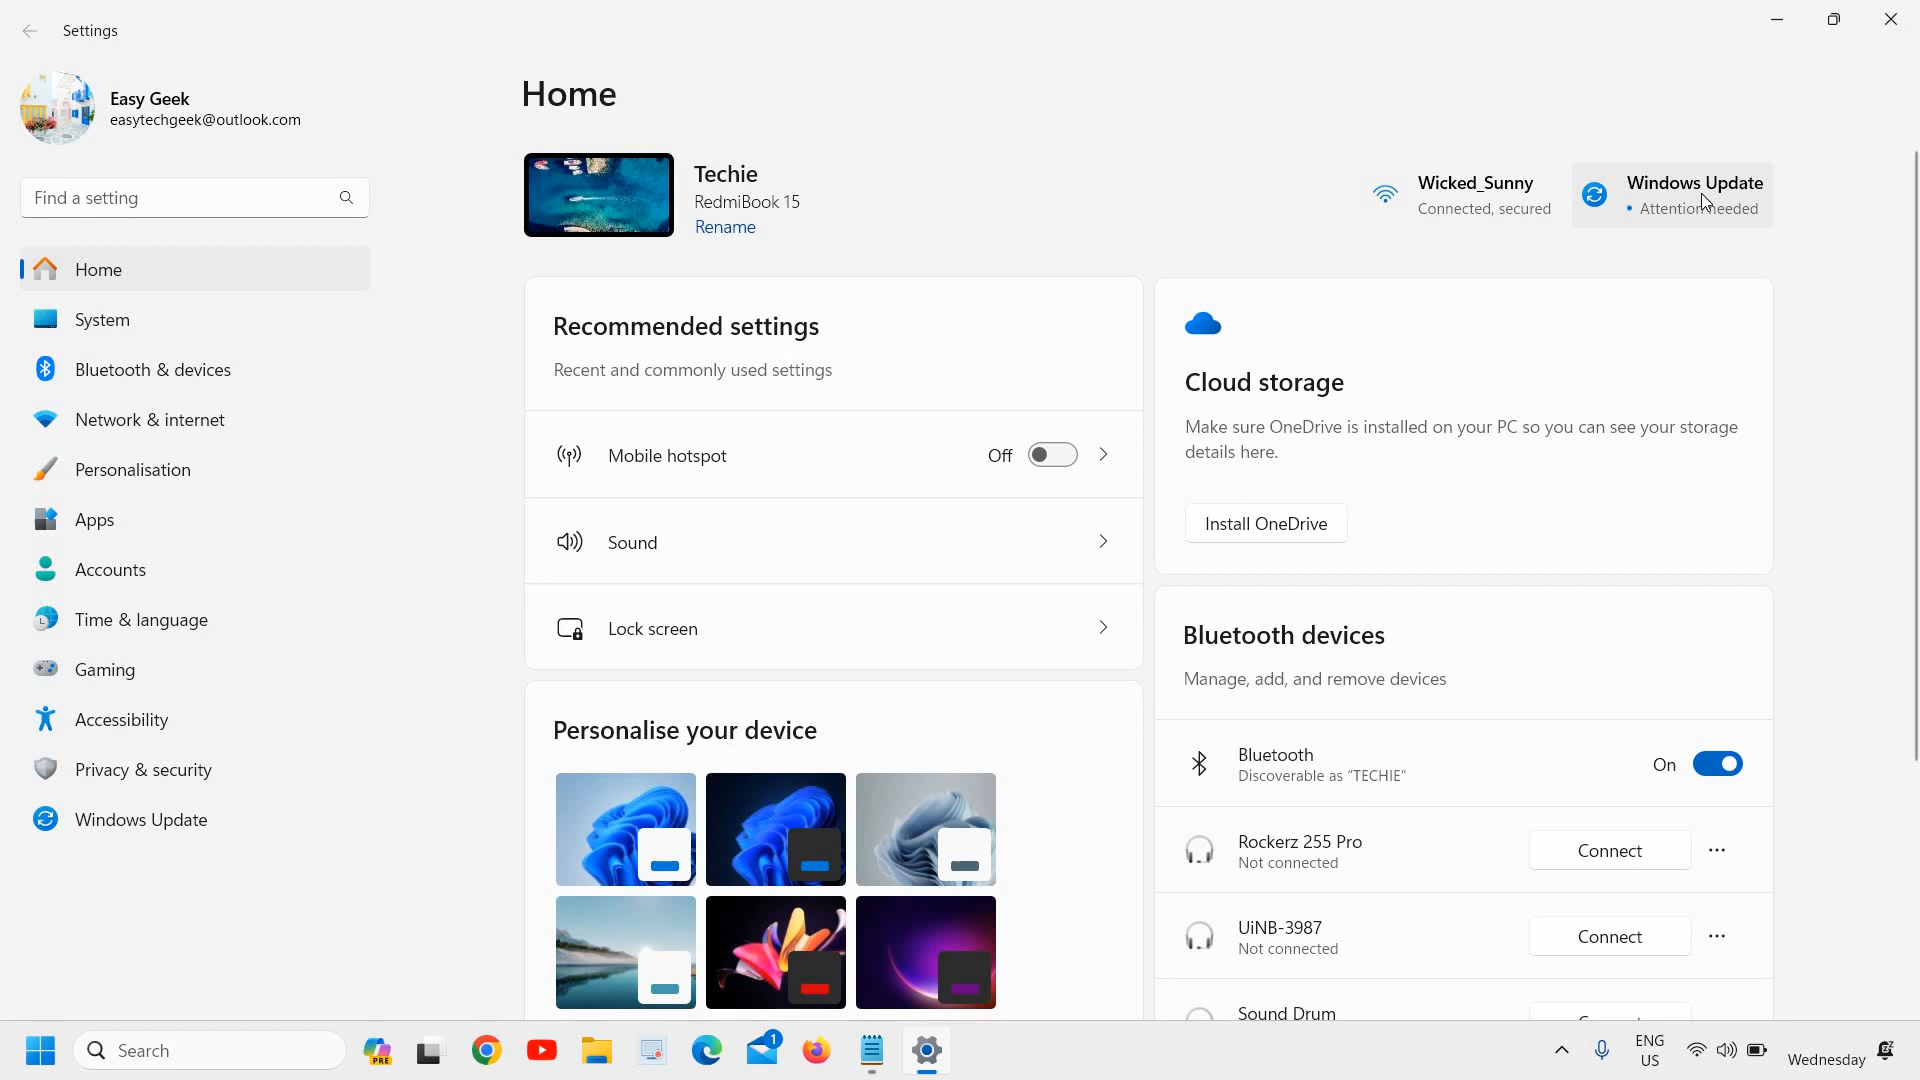 Settings
Easy Geek
easytechgeek@outlook.com
Find a setting
Home
System
Bluetooth & devices
Network & internet
Personalisation
Apps
Accounts
Time & language
Gaming
Accessibility
Privacy & security
Windows Update
Home
Techie
RedmiBook 15
Rename
Wicked_Sunny
Connected, secured
Windows Update
• Attention needed
Recommended settings
Recent and commonly used settings
Mobile hotspot Off
Sound
Lock screen
Personalise your device
Cloud storage
Make sure OneDrive is installed on your PC so you can see your storage
details here.
Install OneDrive
Bluetooth devices
Manage, add, and remove devices
Bluetooth
Discoverable as "TECHIE"
On
Rockerz 255 Pro
Not connected
Connect
UiNB-3987
Not connected
Connect
Sound Drum
Search
PRE
1
ENG
US
Wednesday